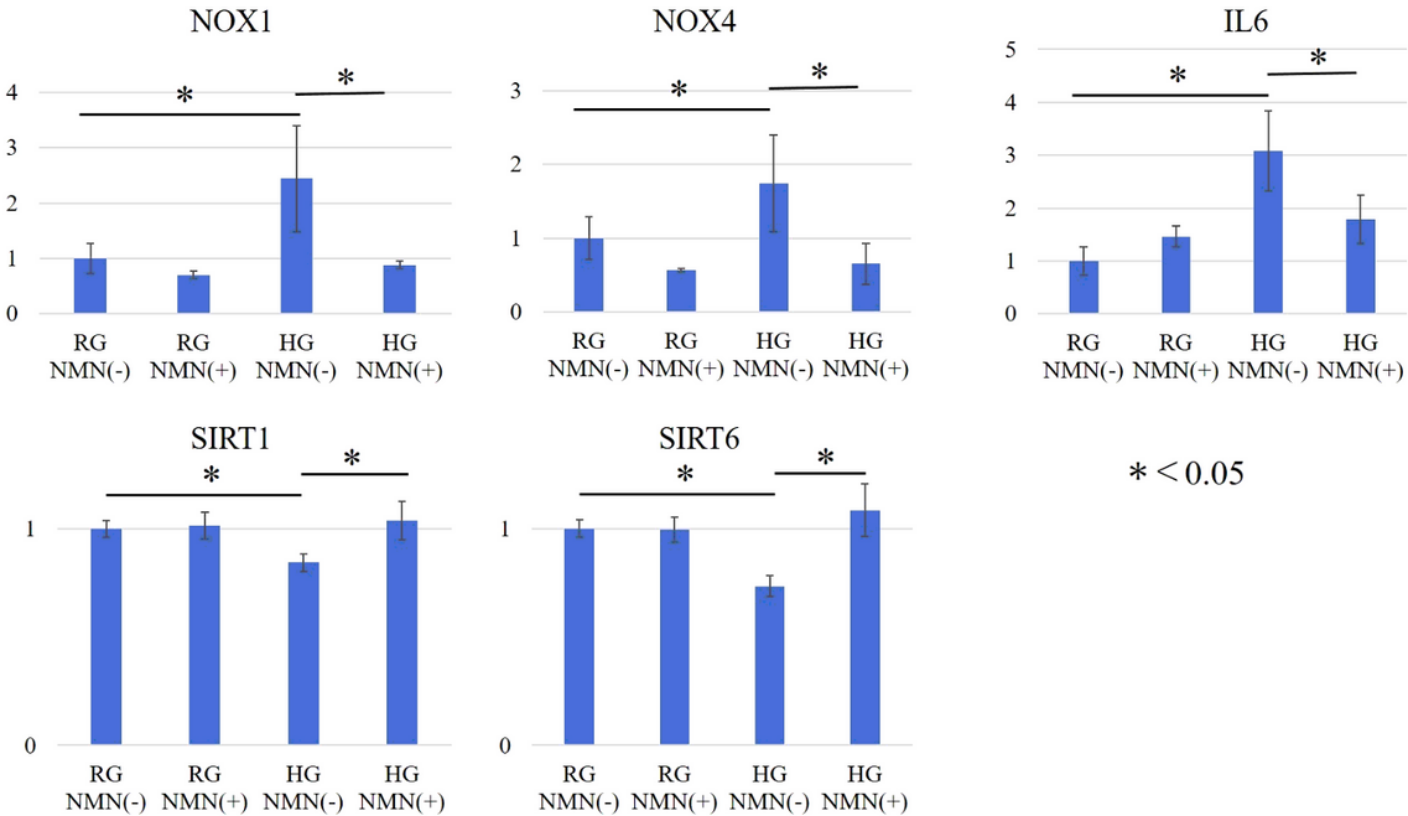 NOX1
*
*
4
3
2
1
0
RG RG HG HG
NMN(-) NMN(+) NMN(-) NMN(+)
NOX4
*
*
3
2
1
0
RG RG HG HG
NMN(-) NMN(+) NMN(-) NMN(+)
IL6
5
*
*
4
3
2
1
0
RG RG HG HG
NMN(-) NMN(+) NMN(-) NMN(+)
SIRT1
*
*
1
0
RG RG HG HG
NMN(-) NMN(+) NMN(-) NMN(+)
SIRT6
*
*
1
0
RG RG HG HG
NMN(-) NMN(+) NMN(-) NMN(+)
*<0.05